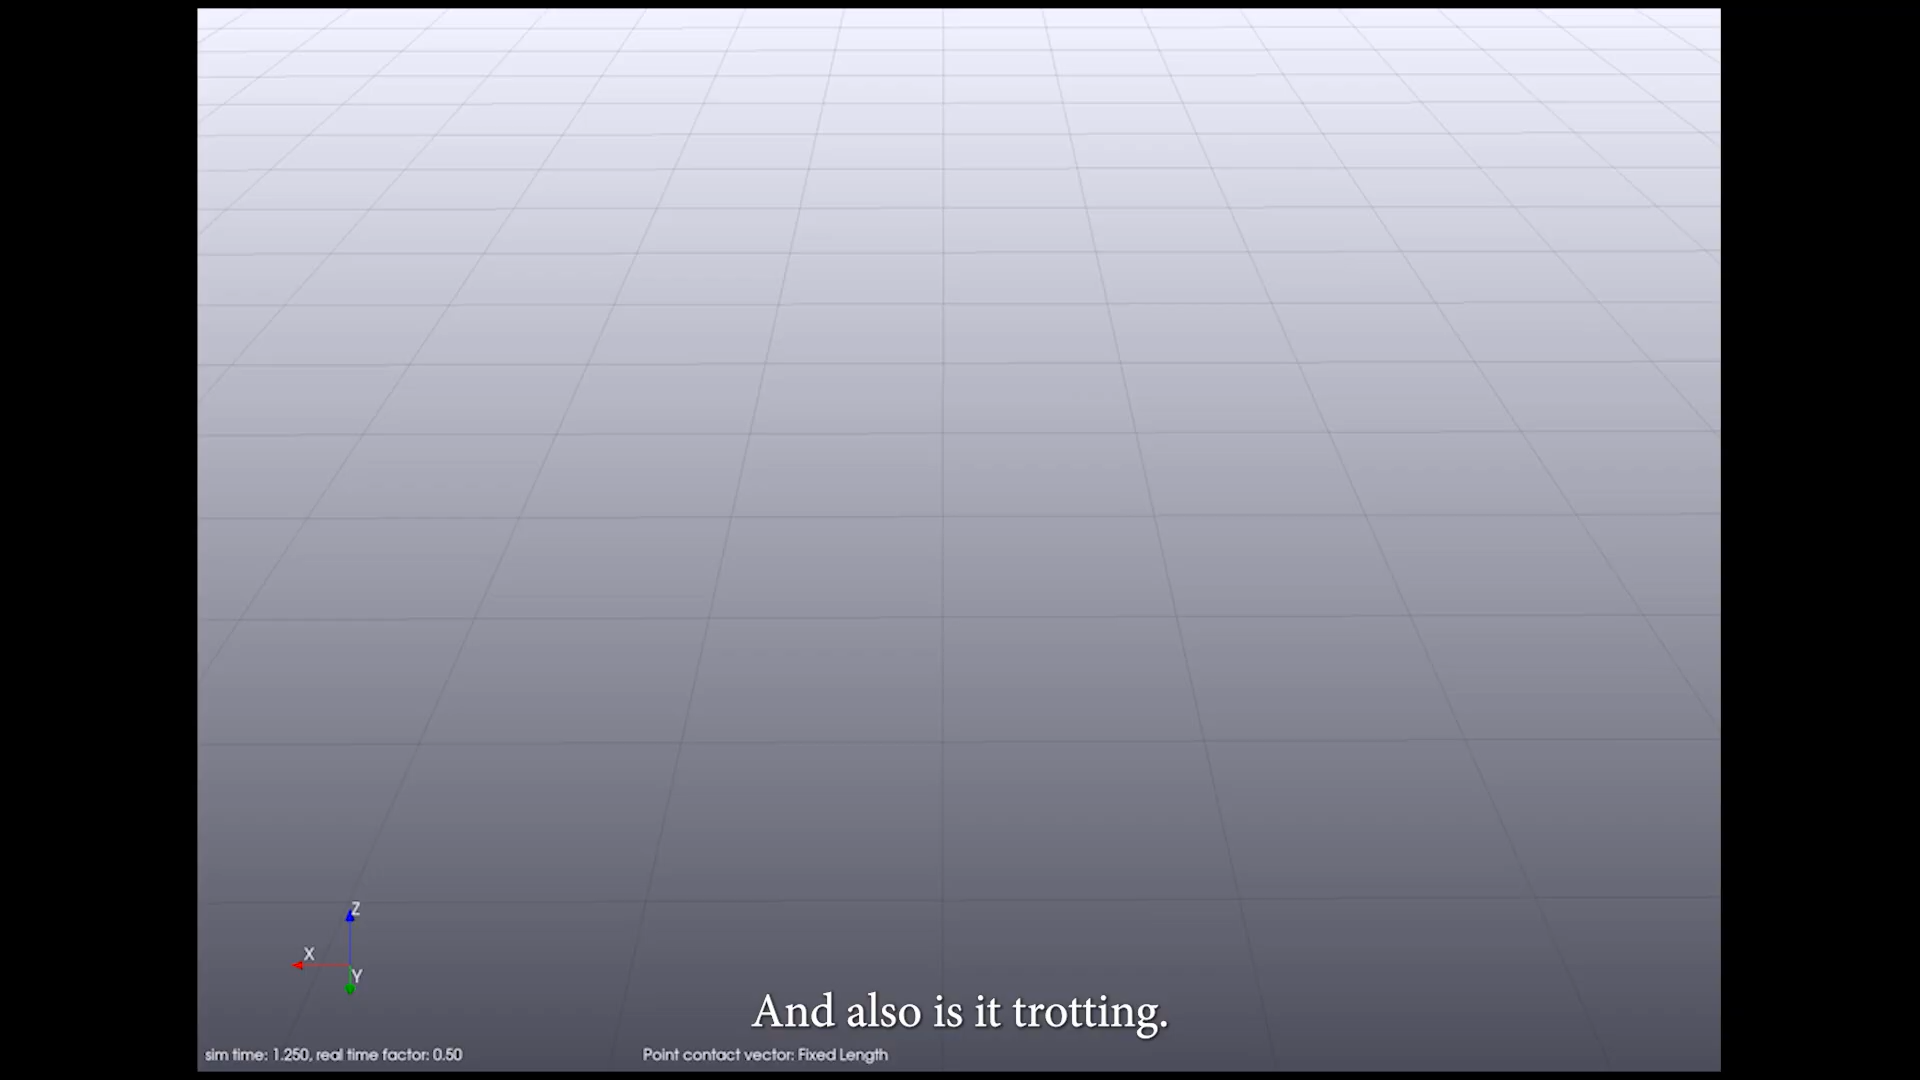 Z
X
Y
And also is it trotting.
sim time: 1.250, real time factor: 0.50
Point contact vector: Fixed Length